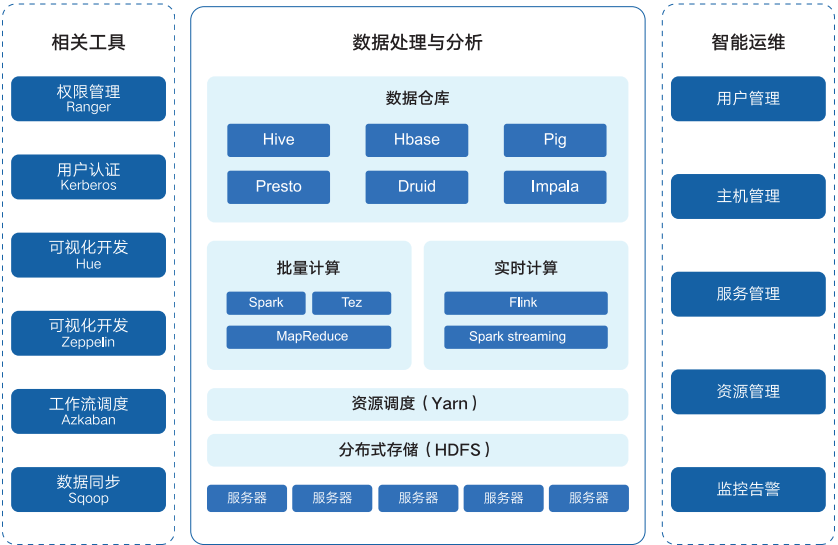 相关工具
权限管理
Ranger
用户认证
Kerberos
可视化开发
Hue
可视化开发
Zeppelin
工作流调度
Azkaban
数据同步
Sqoop
数据处理与分析
数据仓库
Hive
Hbase
Pig
Presto
Druid
Impala
批量计算
Spark
Tez
MapReduce
实时计算
Flink
Spark streaming
资源调度（Yarn）
分布式存储（HDFS）
服务器
服务器
服务器
服务器
服务器
智能运维
用户管理
主机管理
服务管理
资源管理
监控告警